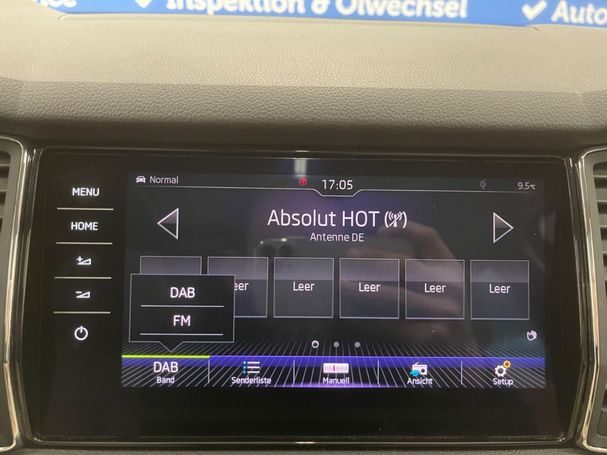 Inspektion & Ölwechsel
Auto
MENU
HOME
Normal
17:05
9.5°C
Absolut HOT
Antenne DE
Leer
Leer
Leer
Leer
Leer
DAB
FM
DAB
Band
Senderliste
Manuell
Ansicht
Setup